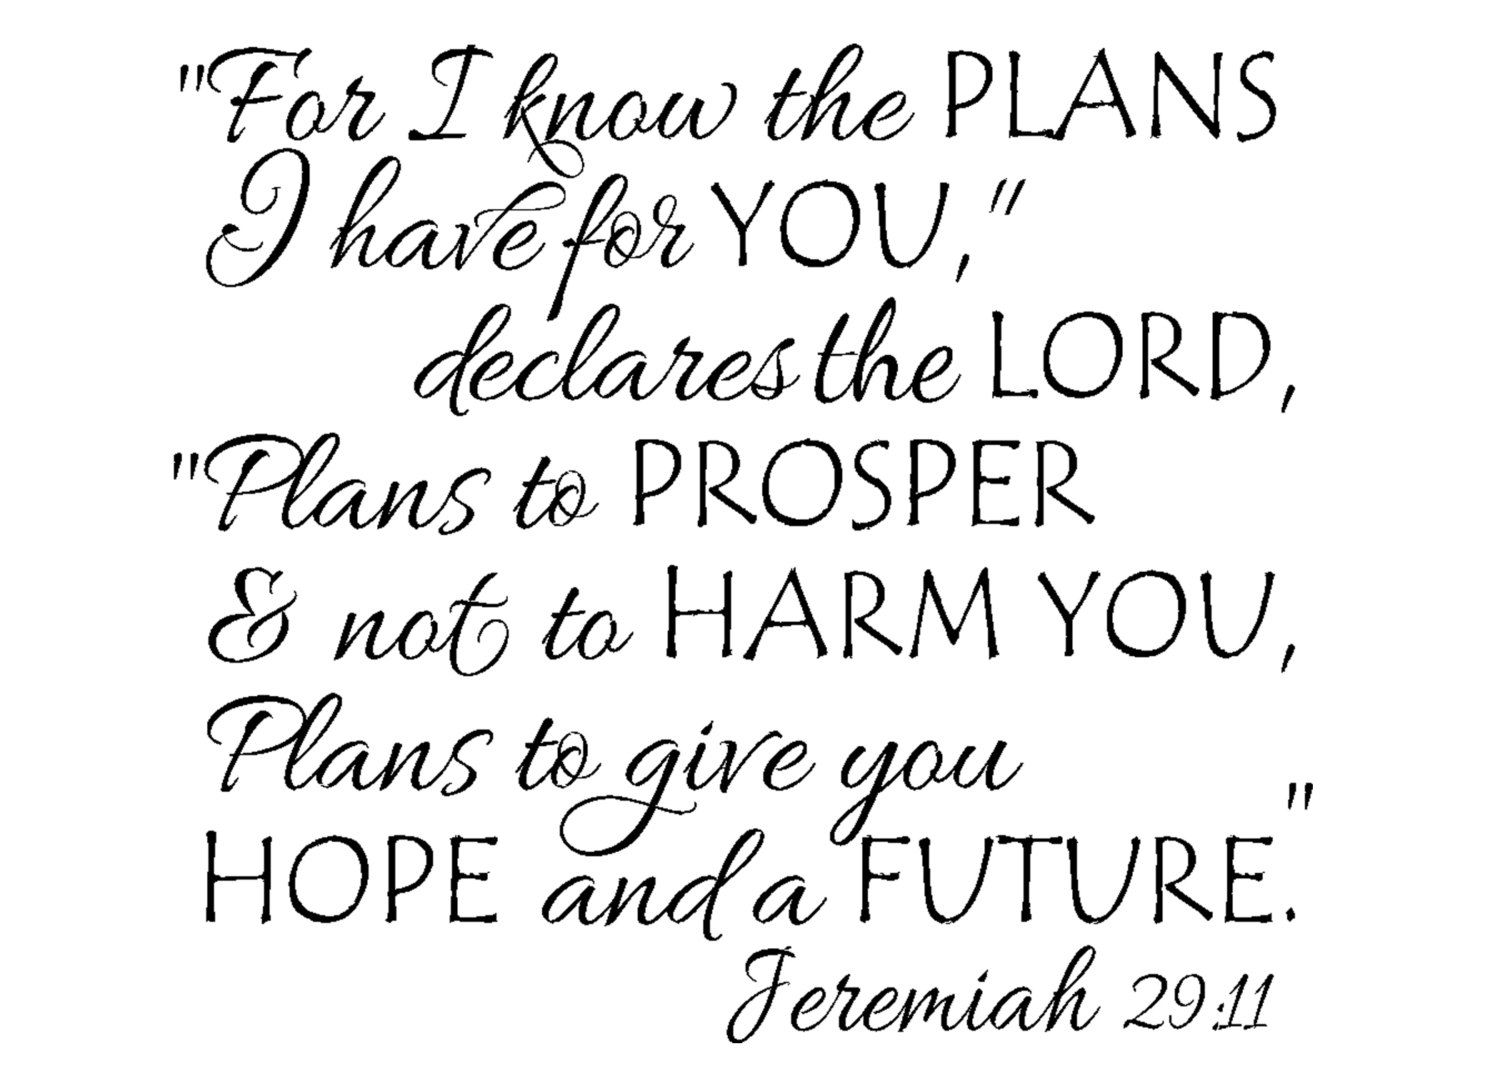 "For I know the PLANS
I have for YOU,"
declares the LORD,
"Plans to PROSPER
& not to HARM YOU,
Plans to give you
HOPE and a FUTURE."
Jeremiah 29:11